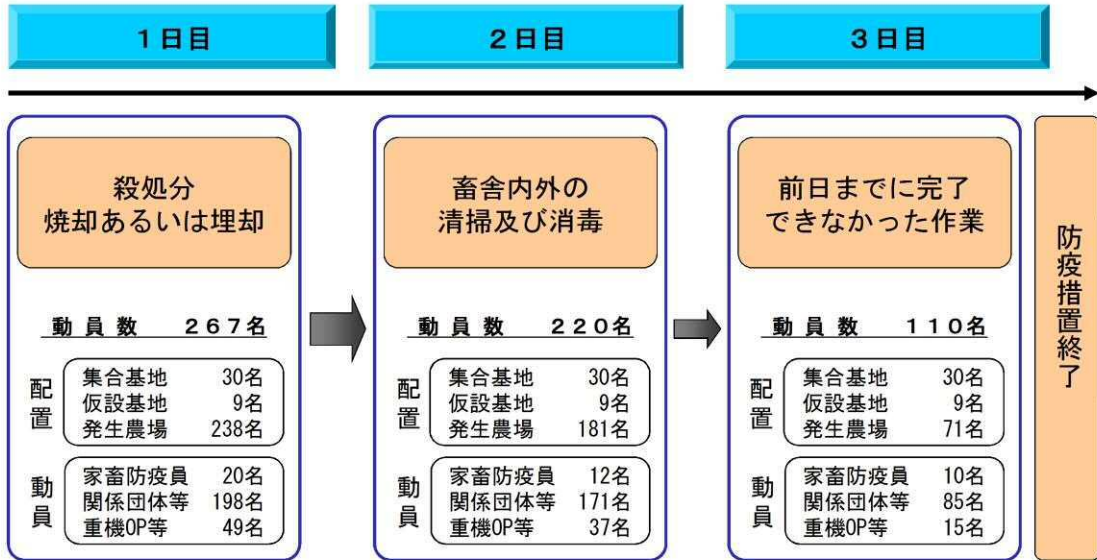 1日目
2日目
3日目
殺処分
焼却あるいは埋却
動員数 267名
配置
集合基地 30名
仮設基地 9名
発生農場 238名
動員
家畜防疫員 20名
関係団体等 198名
重機OP等 49名
畜舎内外の
清掃及び消毒
動員数 220名
配置
集合基地 30名
仮設基地 9名
発生農場 181名
動員
家畜防疫員 12名
関係団体等 171名
重機OP等 37名
前日までに完了
できなかった作業
動員数 110名
配置
集合基地 30名
仮設基地 9名
発生農場 71名
動員
家畜防疫員 10名
関係団体等 85名
重機OP等 15名
防疫措置終了